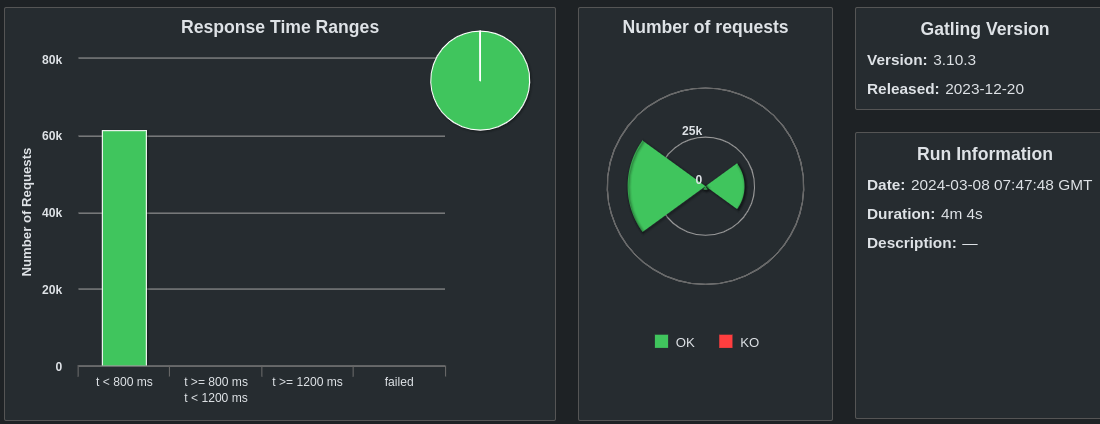 Response Time Ranges
80k
60k
40k
20k
0
Number of Requests
t < 800 ms
t >= 800 ms
t < 1200 ms
t >= 1200 ms
failed
Number of requests
25k
0
OK
KO
Gatling Version
Version: 3.10.3
Released: 2023-12-20
Run Information
Date: 2024-03-08 07:47:48 GMT
Duration: 4m 4s
Description: —